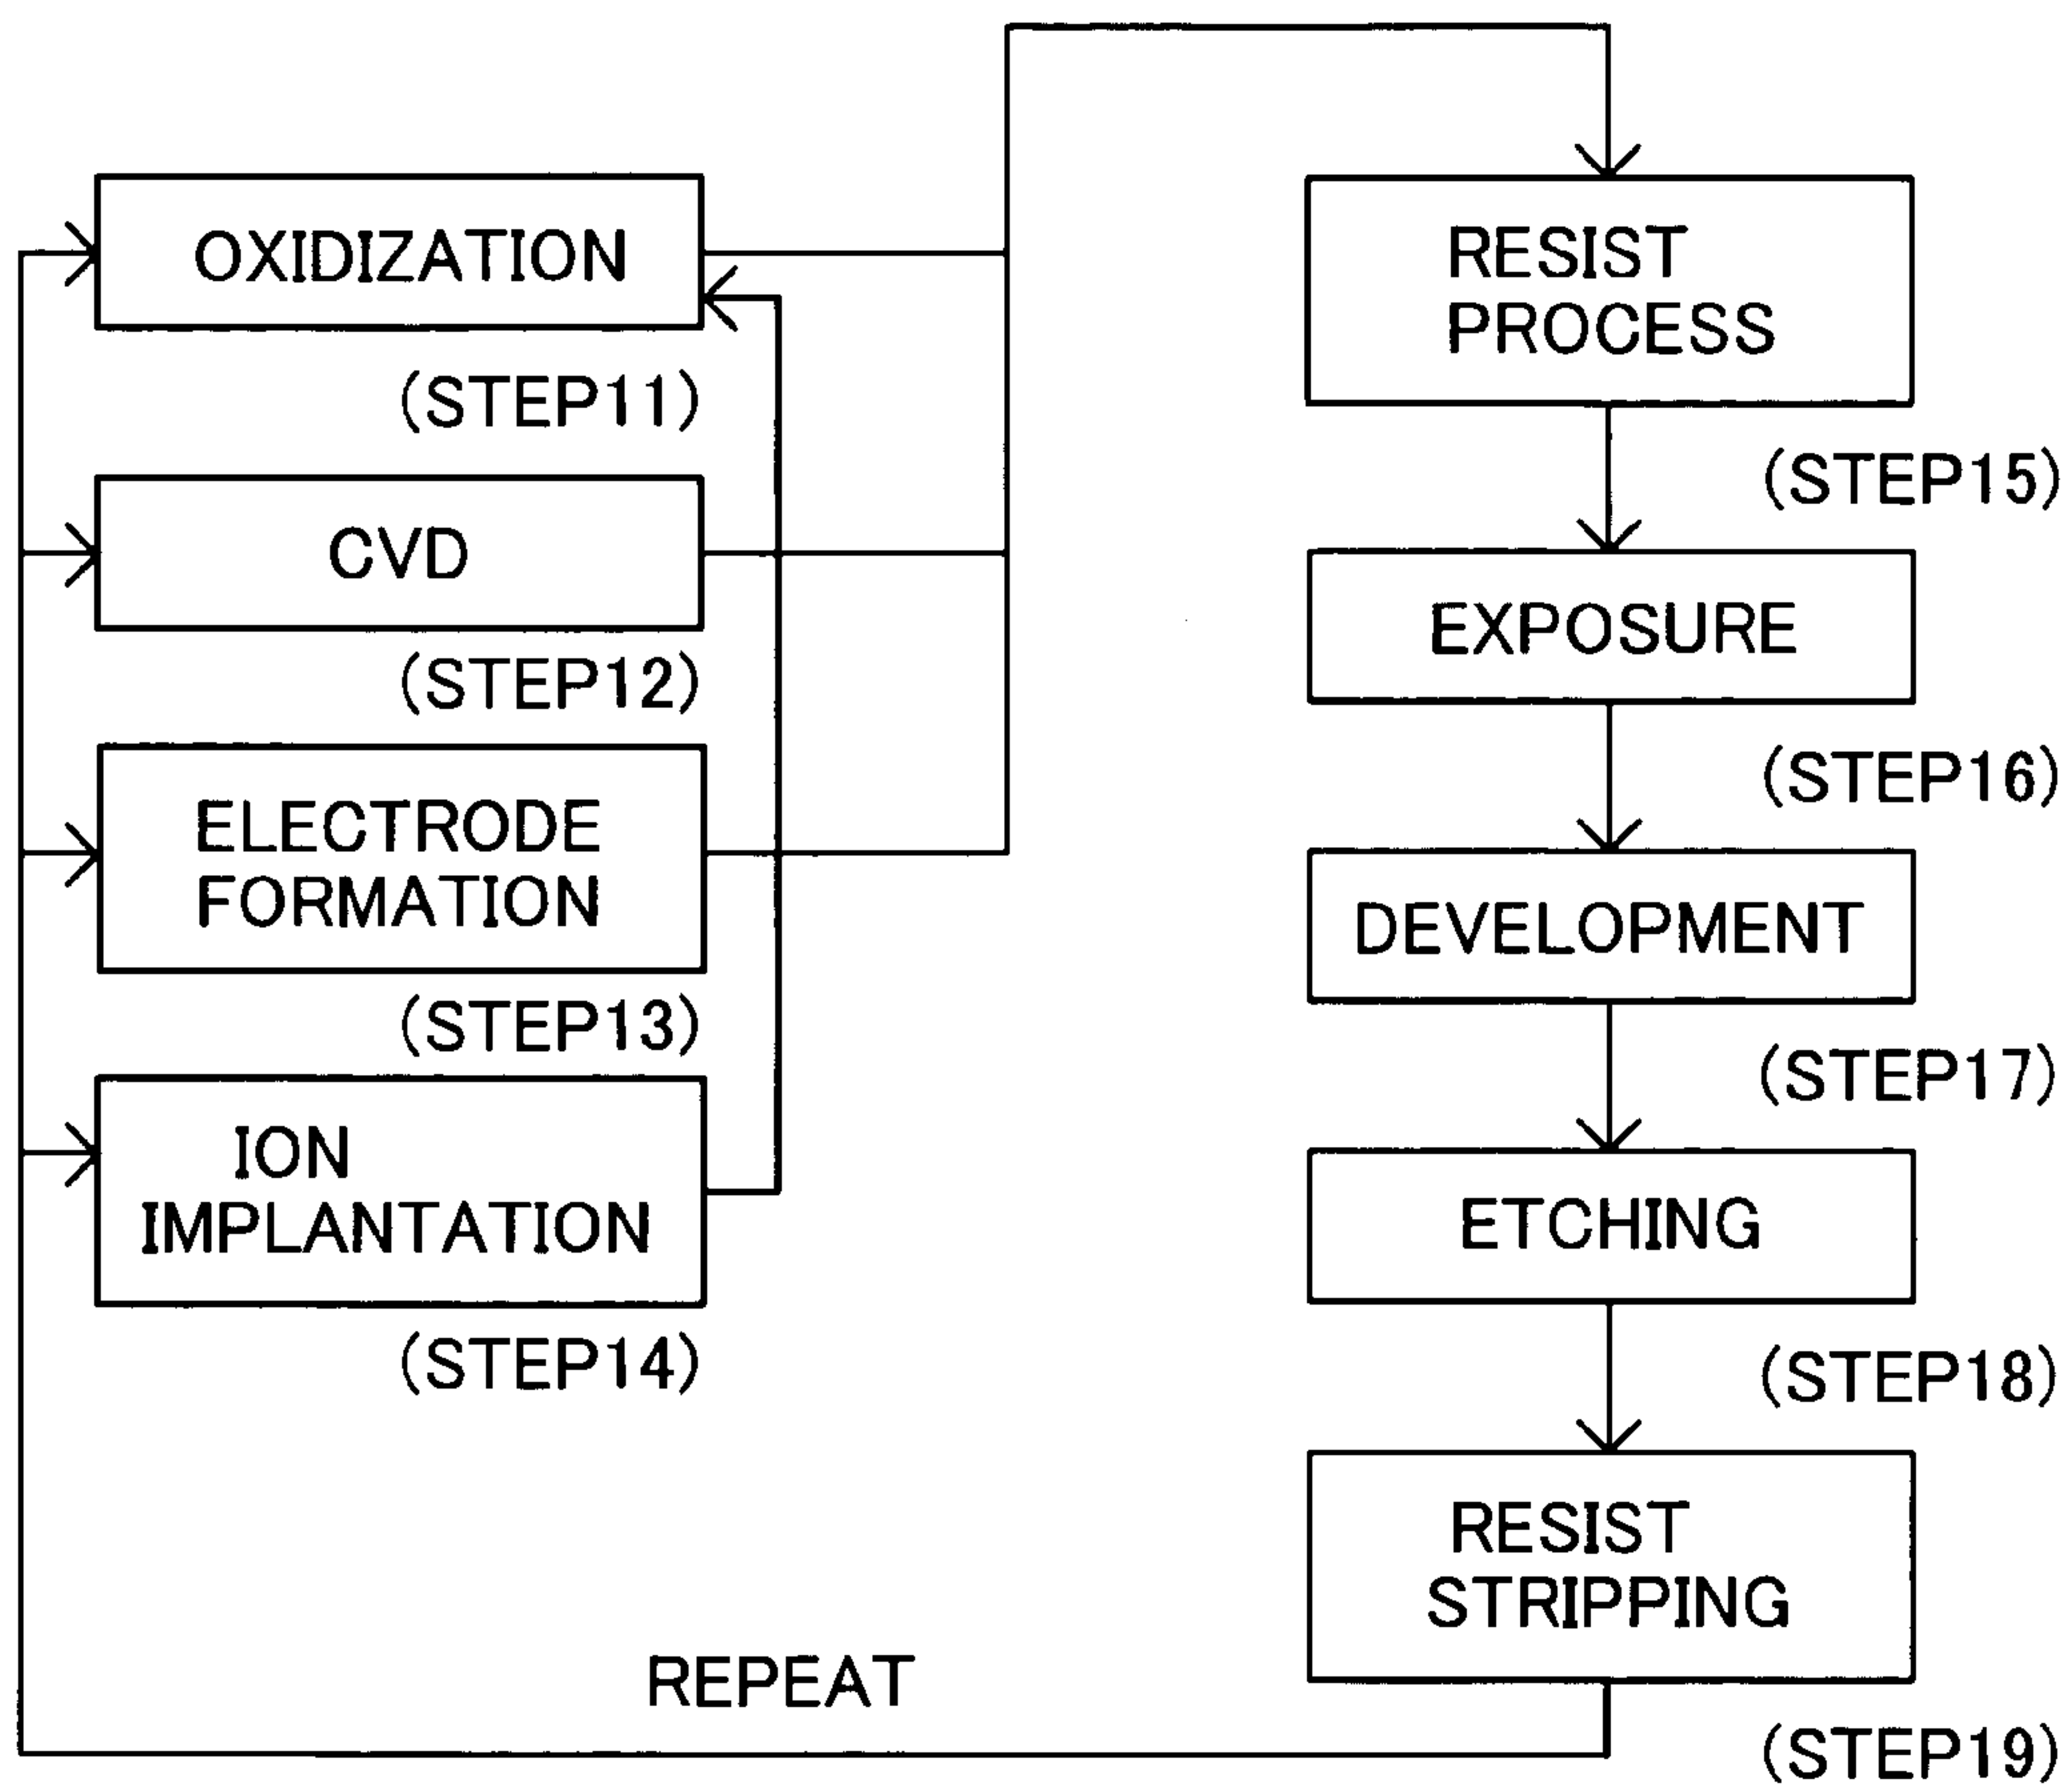 OXIDIZATION
(STEP11)
CVD
(STEP12)
ELECTRODE
FORMATION
(STEP13)
ION
IMPLANTATION
(STEP14)
RESIST
PROCESS
(STEP15)
EXPOSURE
(STEP16)
DEVELOPMENT
(STEP17)
ETCHING
(STEP18)
RESIST
STRIPPING
(STEP19)
REPEAT